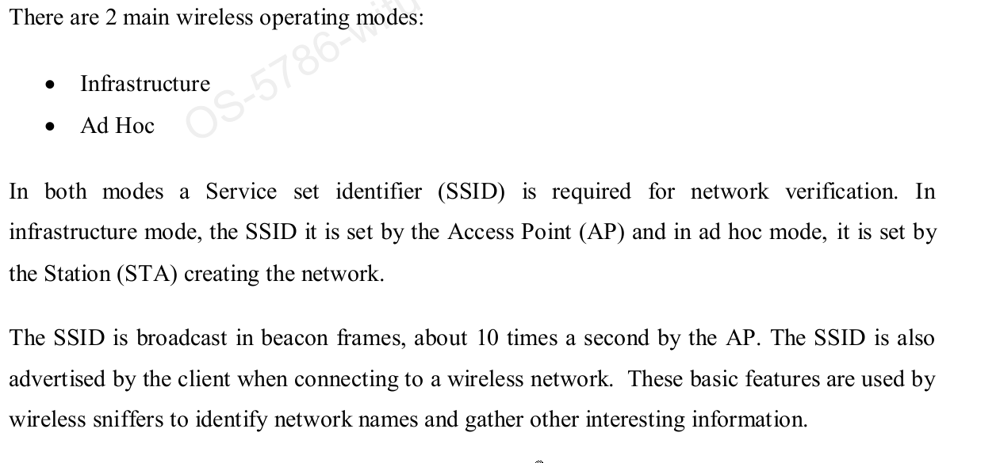 There are 2 main wireless operating modes:
• Infrastructure
• Ad Hoc
In both modes a Service set identifier (SSID) is required for network verification. In
infrastructure mode, the SSID it is set by the Access Point (AP) and in ad hoc mode, it is set by
the Station (STA) creating the network.
The SSID is broadcast in beacon frames, about 10 times a second by the AP. The SSID is also
advertised by the client when connecting to a wireless network. These basic features are used by
wireless sniffers to identify network names and gather other interesting information.
OS-5786-wifu